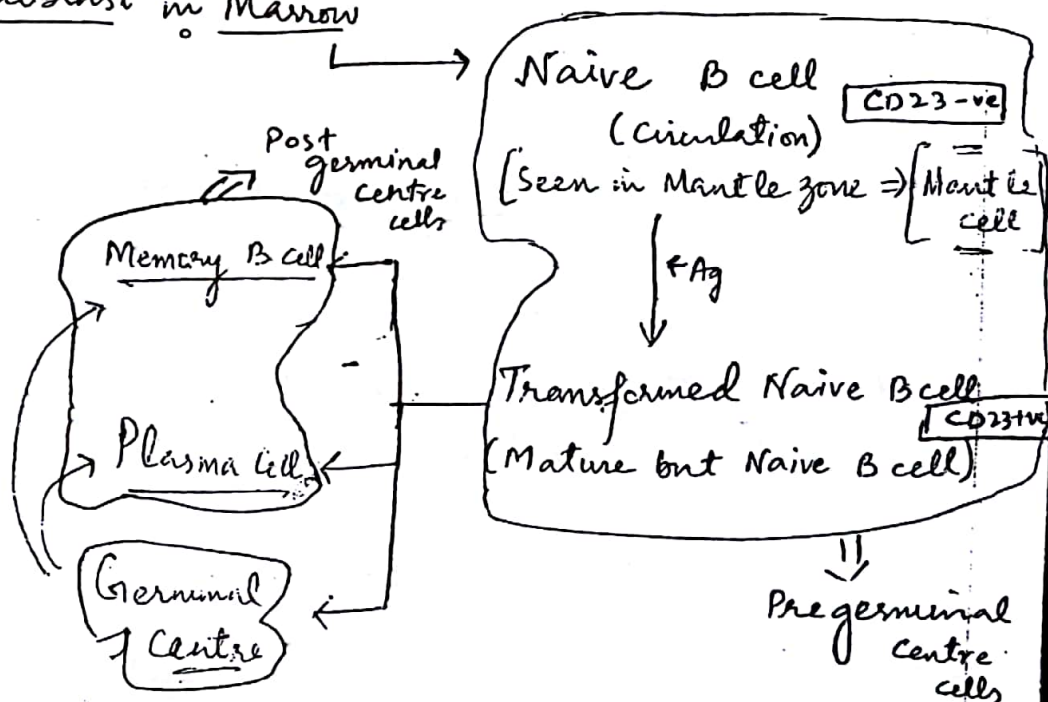 in Marrow
Naive B cell
CD23-ve
(Circulation)
[Seen in Mantle zone ⇒ [Mantle
cell]
Post
germinal
centre
cells
Memory B cell
←Ag
Transformed Naive B cell
CD23+ve
(Mature but Naive B cell)
Plasma cell
Germinal
Centre
Pregerminal
centre
cells